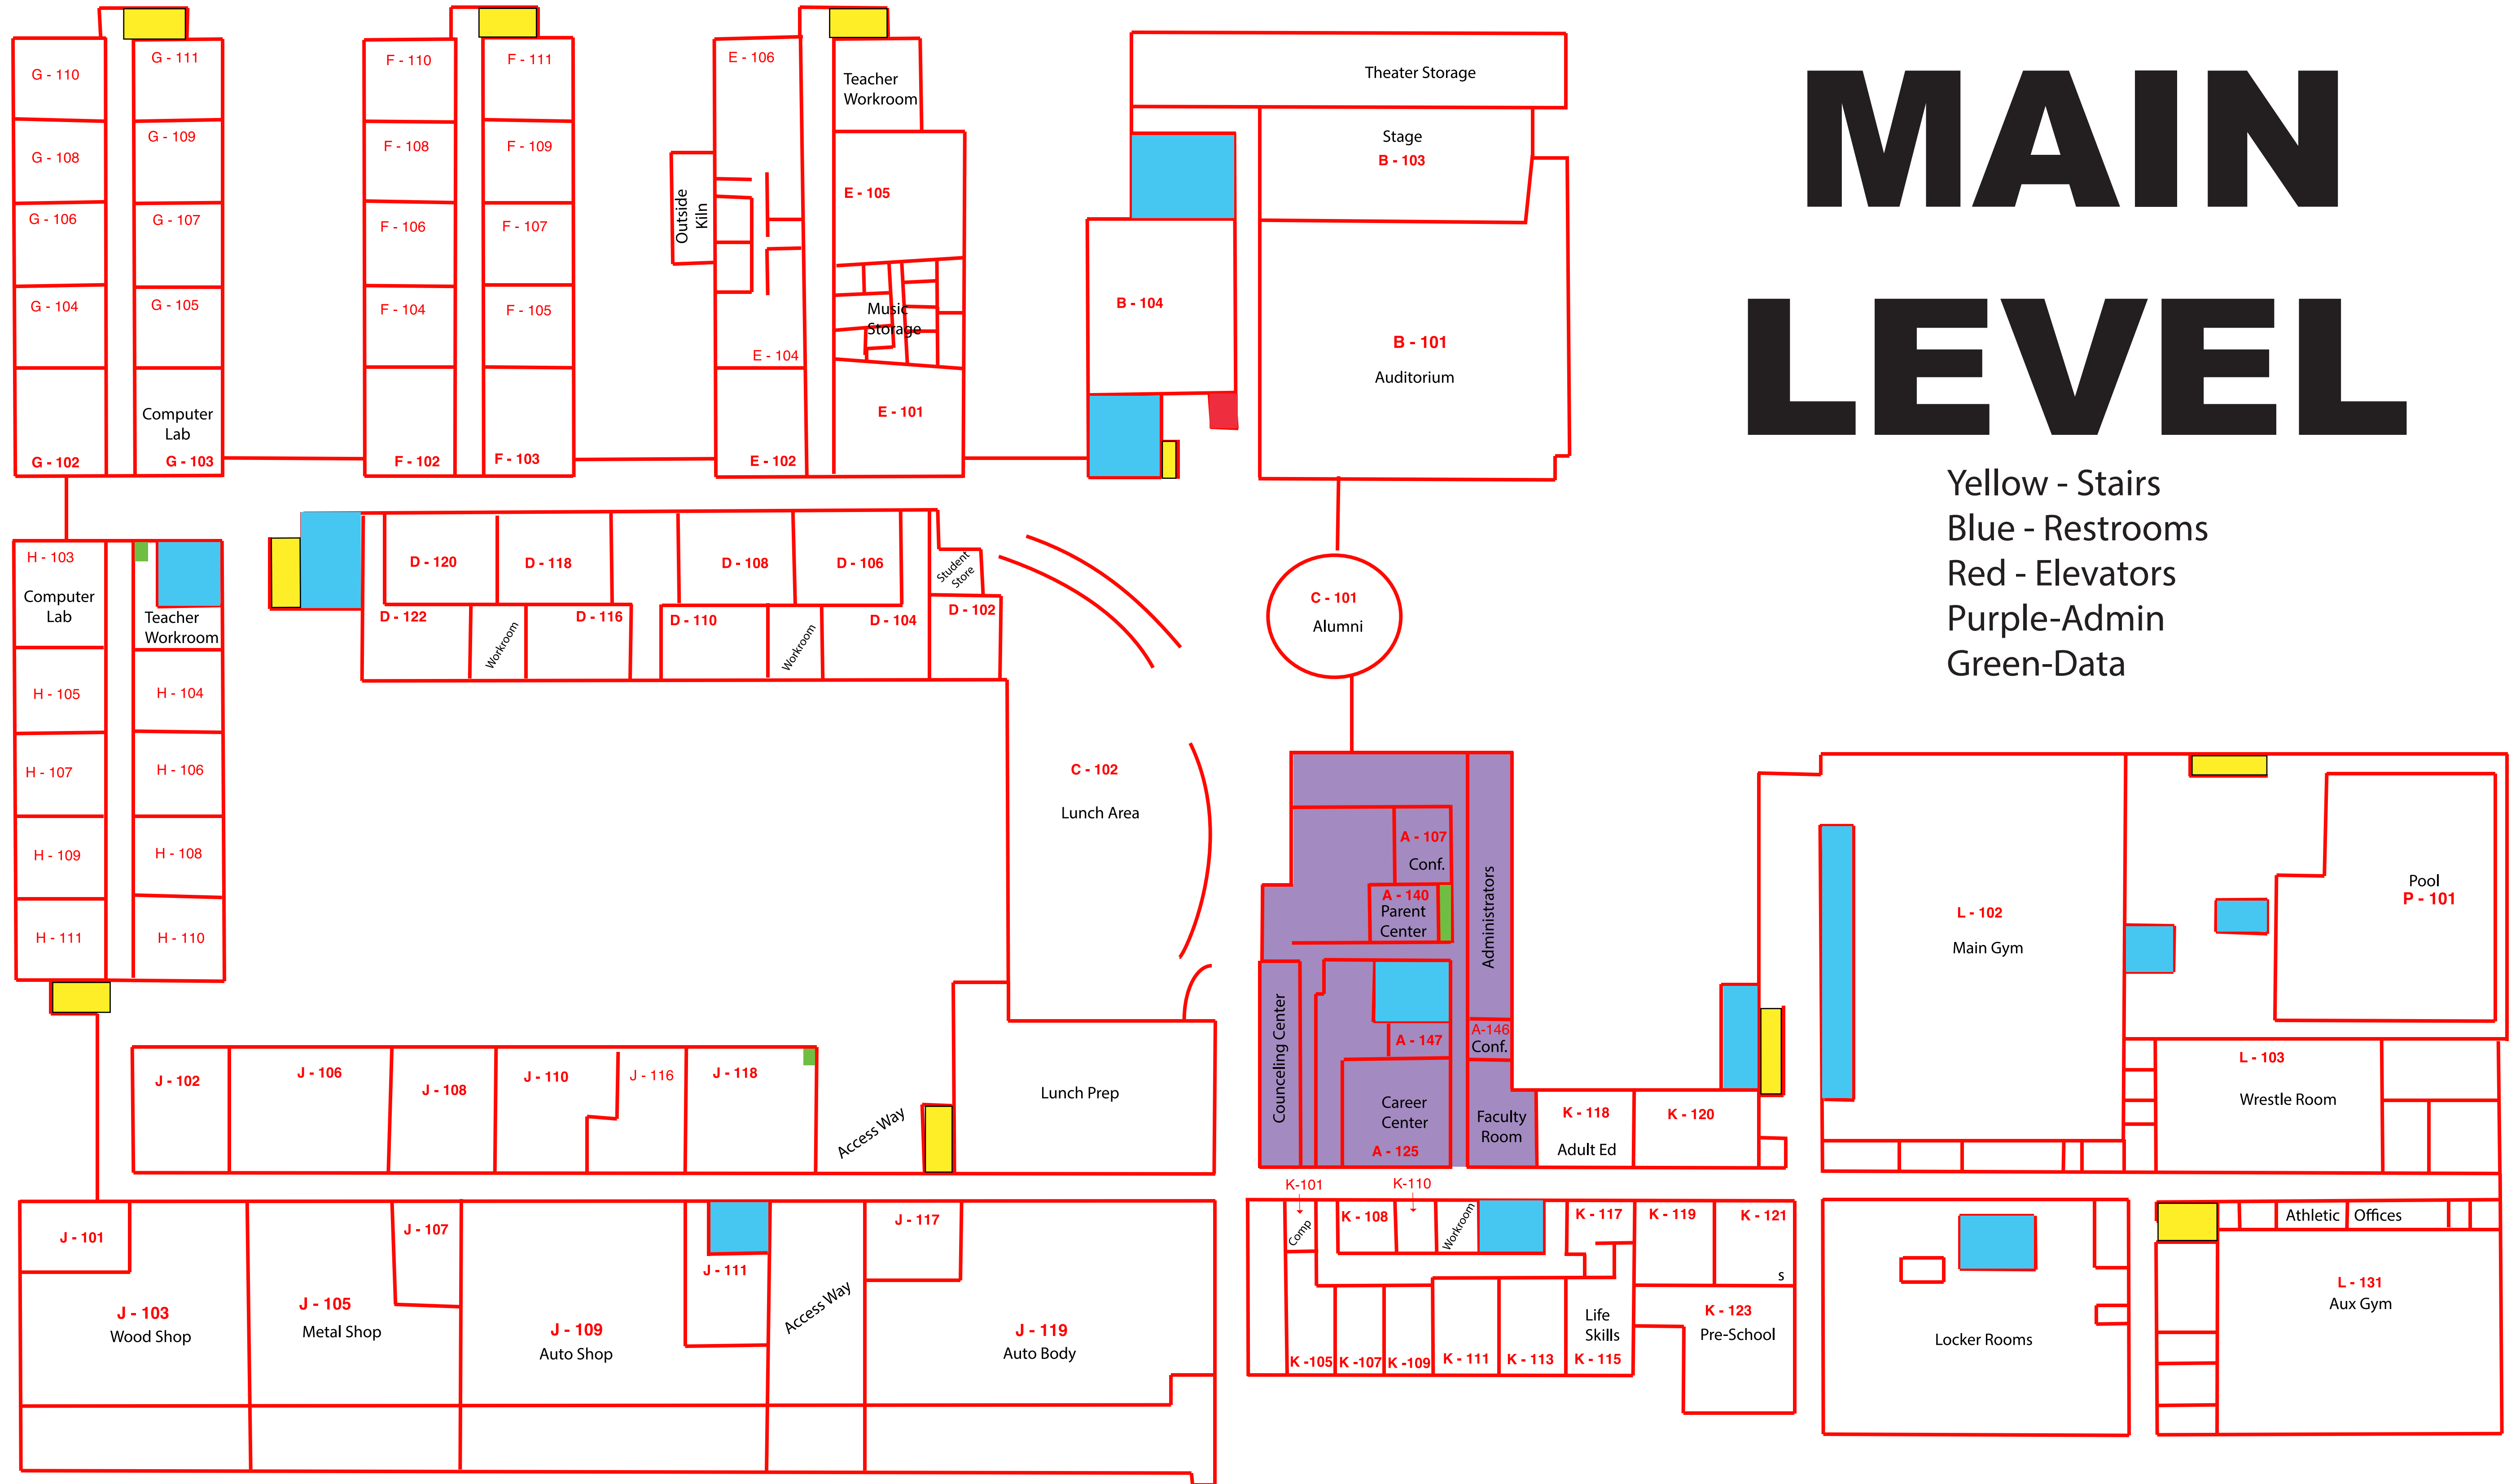 MAIN
LEVEL
Yellow - Stairs
Blue - Restrooms
Red - Elevators
Purple-Admin
Green-Data
G - 110
G - 111
G - 108
G - 109
G - 106
G - 107
G - 104
G - 105
Computer
Lab
G - 102
G - 103
F - 110
F - 111
F - 108
F - 109
F - 106
F - 107
F - 104
F - 105
F - 102
F - 103
E - 106
Teacher
Workroom
Outside
Kiln
E - 105
Music
Storage
E - 104
E - 101
E - 102
Theater Storage
Stage
B - 103
B - 104
B - 101
Auditorium
H - 103
Computer
Lab
Teacher
Workroom
H - 105
H - 104
H - 107
H - 106
H - 109
H - 108
H - 111
H - 110
D - 120
D - 118
D - 108
D - 106
Student
Store
D - 122
Workroom
D - 116
D - 110
Workroom
D - 104
D - 102
C - 101
Alumni
C - 102
Lunch Area
Lunch Prep
A - 107
Conf.
A - 140
Parent
Center
Administrators
A-146
Conf.
A - 147
Counceling Center
Career
Center
A - 125
Faculty
Room
K - 118
Adult Ed
K - 120
L - 102
Main Gym
Pool
P - 101
L - 103
Wrestle Room
J - 102
J - 106
J - 108
J - 110
J - 116
J - 118
Access Way
J - 101
J - 103
Wood Shop
J - 105
Metal Shop
J - 107
J - 109
Auto Shop
J - 111
Access Way
J - 117
J - 119
Auto Body
K-101
K-110
Comp
K - 108
Workroom
K - 117
K - 119
K - 121
s
K -105
K -107
K -109
K - 111
K - 113
Life
Skills
K - 115
K - 123
Pre-School
Locker Rooms
Athletic
Offices
L - 131
Aux Gym